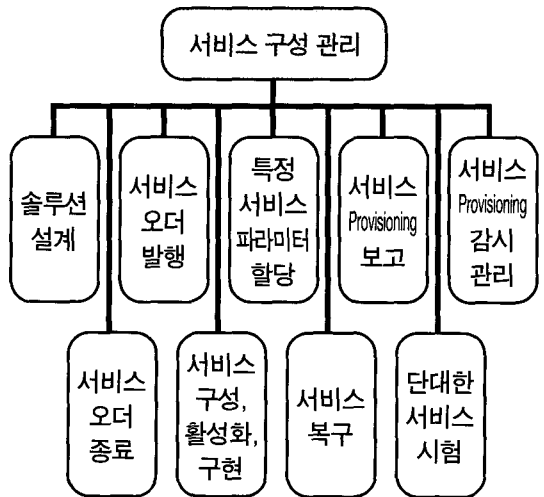 서비스 구성 관리
솔루션
설계
서비스
오더
발행
특정
서비스
파라미터
할당
서비스
Provisioning
보고
서비스
Provisioning
감시
관리
서비스
오더
종료
서비스
구성,
활성화,
구현
서비스
복구
단대한
서비스
시험